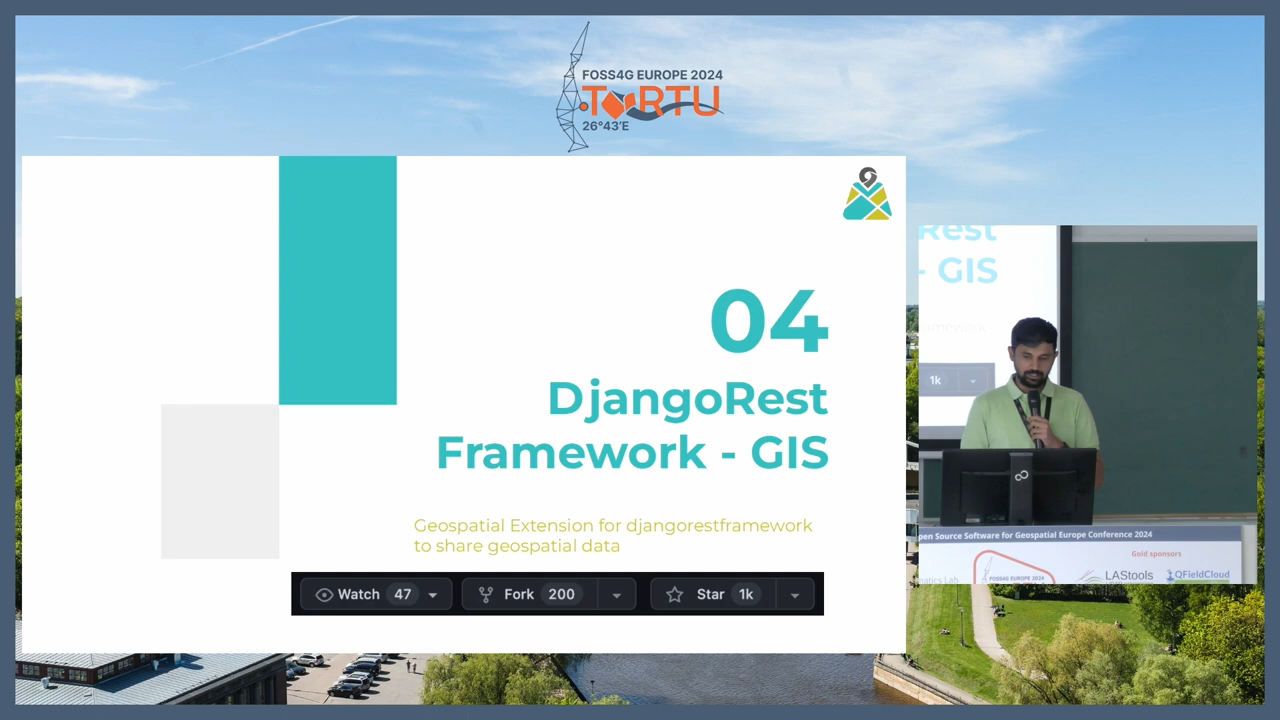 FOSS4G EUROPE 2024
TORTU
26°43'E
04
DjangoRest
Framework - GIS
Geospatial Extension for djangorestframework
to share geospatial data
Watch 47
Fork 200
Star 1k
Rest
- GIS
1k
pen Source Software for Geospatial Europe Conference 2024
Gold sponsors
FOSS4G EUROPE 2024
LAStools
QFieldCloud